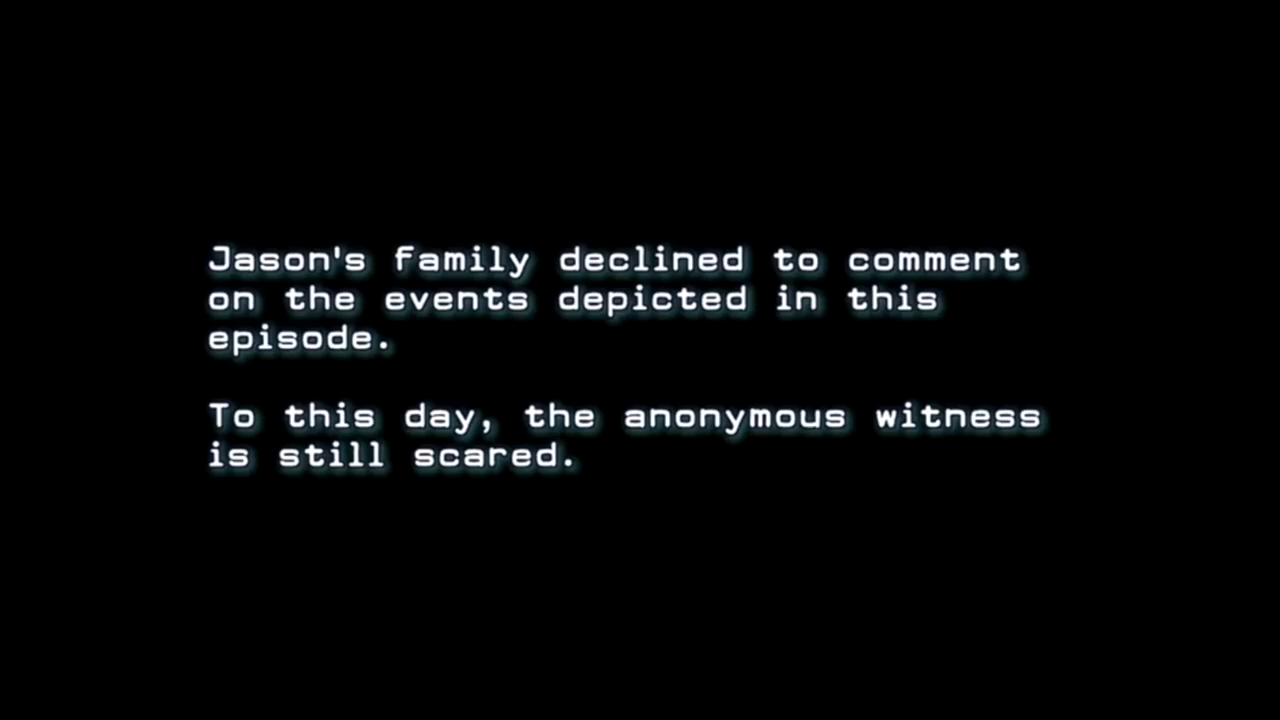 Jason's family declined to comment
on the events depicted in this
episode.
To this day, the anonymous witness
is still scared.